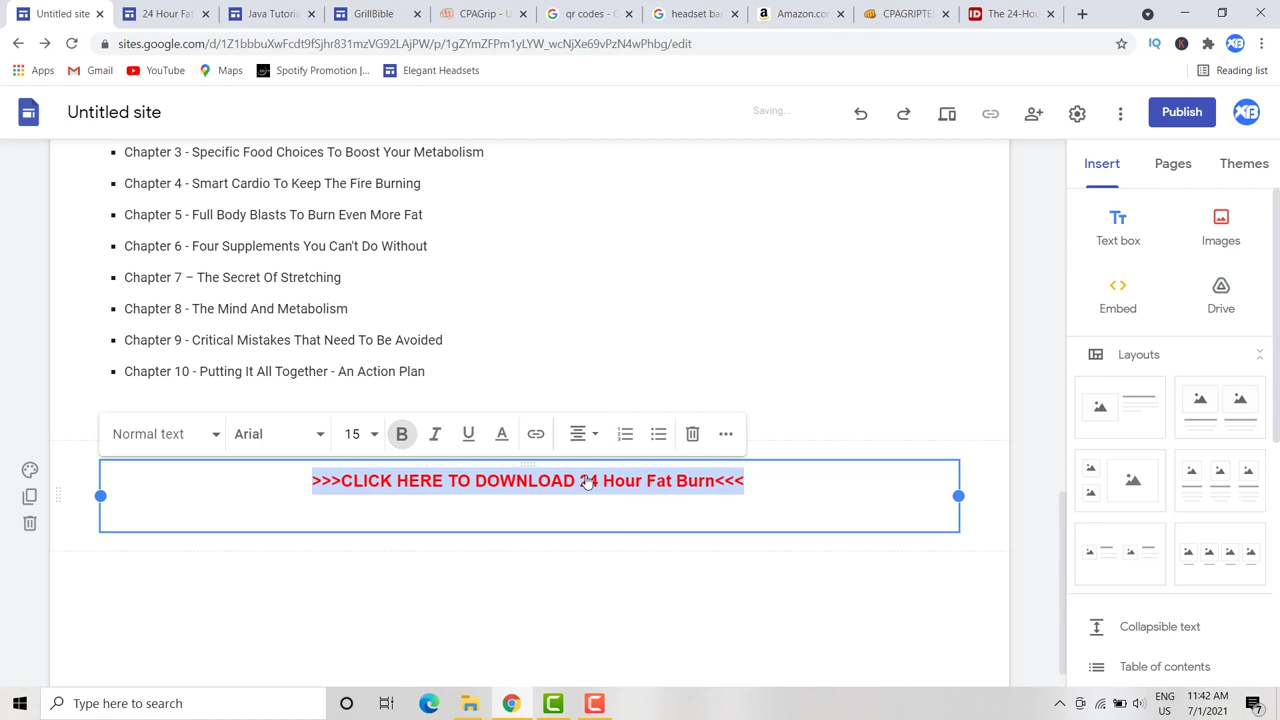 Untitled site
24 Hour Fat
Java Tutoria
GrillBible
CPAGrip - U
qr codes - G
headset b
Amazon.co
CPAGRIPTE
The 24-Hou
sites.google.com/d/1Z1bbbuXwFcdt9fSjhr831mzVG92LAjPW/p/1gZYmZFPm1yLYW_wcNjXe69vPzN4wPhbg/edit
Apps
Gmail
YouTube
Maps
Spotify Promotion |...
Elegant Headsets
Reading list
Untitled site
Saving...
Publish
Insert
Pages
Themes
Chapter 3 - Specific Food Choices To Boost Your Metabolism
Chapter 4 - Smart Cardio To Keep The Fire Burning
Chapter 5 - Full Body Blasts To Burn Even More Fat
Chapter 6 - Four Supplements You Can't Do Without
Chapter 7 – The Secret Of Stretching
Chapter 8 - The Mind And Metabolism
Chapter 9 - Critical Mistakes That Need To Be Avoided
Chapter 10 - Putting It All Together - An Action Plan
Normal text
Arial
15
>>>CLICK HERE TO DOWNLOAD 24 Hour Fat Burn<<<
Text box
Images
Embed
Drive
Layouts
Collapsible text
Table of contents
Type here to search
ENG
US
11:42 AM
7/1/2021
7